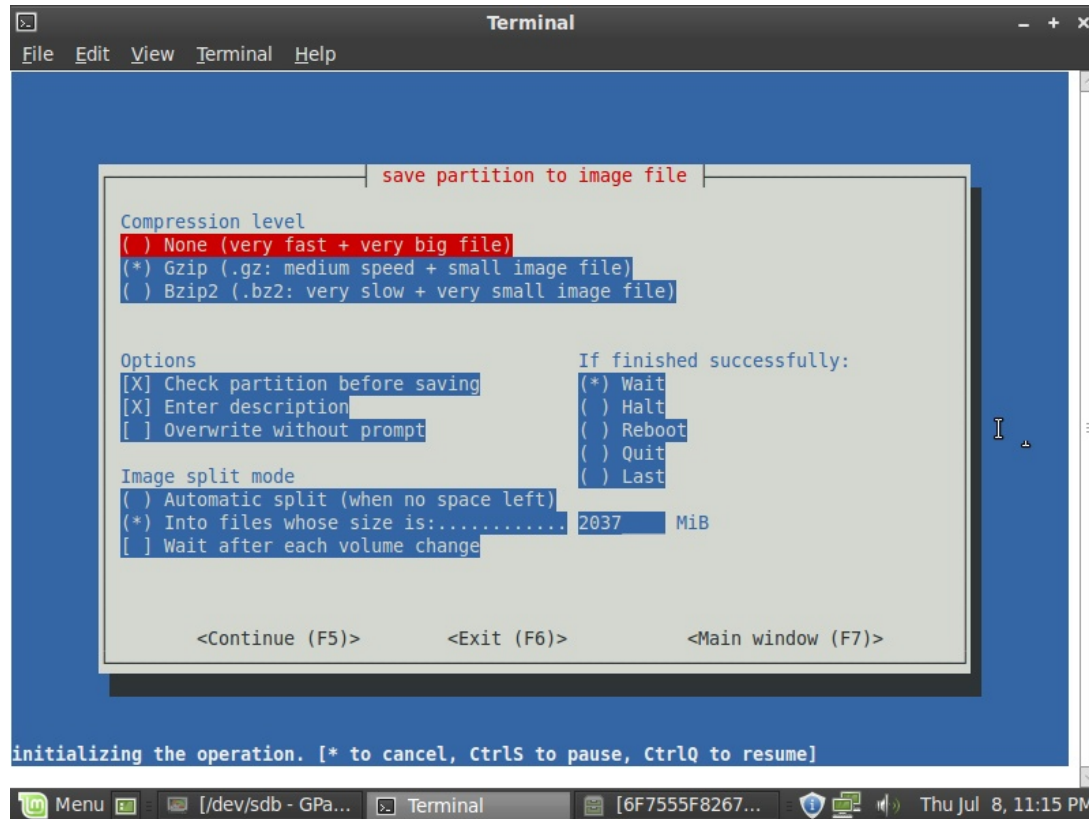 Terminal
File Edit View Terminal Help
save partition to image file
Compression level
( ) None (very fast + very big file)
(*) Gzip (.gz: medium speed + small image file)
( ) Bzip2 (.bz2: very slow + very small image file)
Options
[X] Check partition before saving
[X] Enter description
[ ] Overwrite without prompt
If finished successfully:
(*) Wait
( ) Halt
( ) Reboot
( ) Quit
( ) Last
Image split mode
( ) Automatic split (when no space left)
(*) Into files whose size is:............ 2037____ MiB
[ ] Wait after each volume change
<Continue (F5)> <Exit (F6)> <Main window (F7)>
initializing the operation. [* to cancel, CtrlS to pause, CtrlQ to resume]
Menu [/dev/sdb - GPa... Terminal [6F7555F8267... Thu Jul 8, 11:15 PM